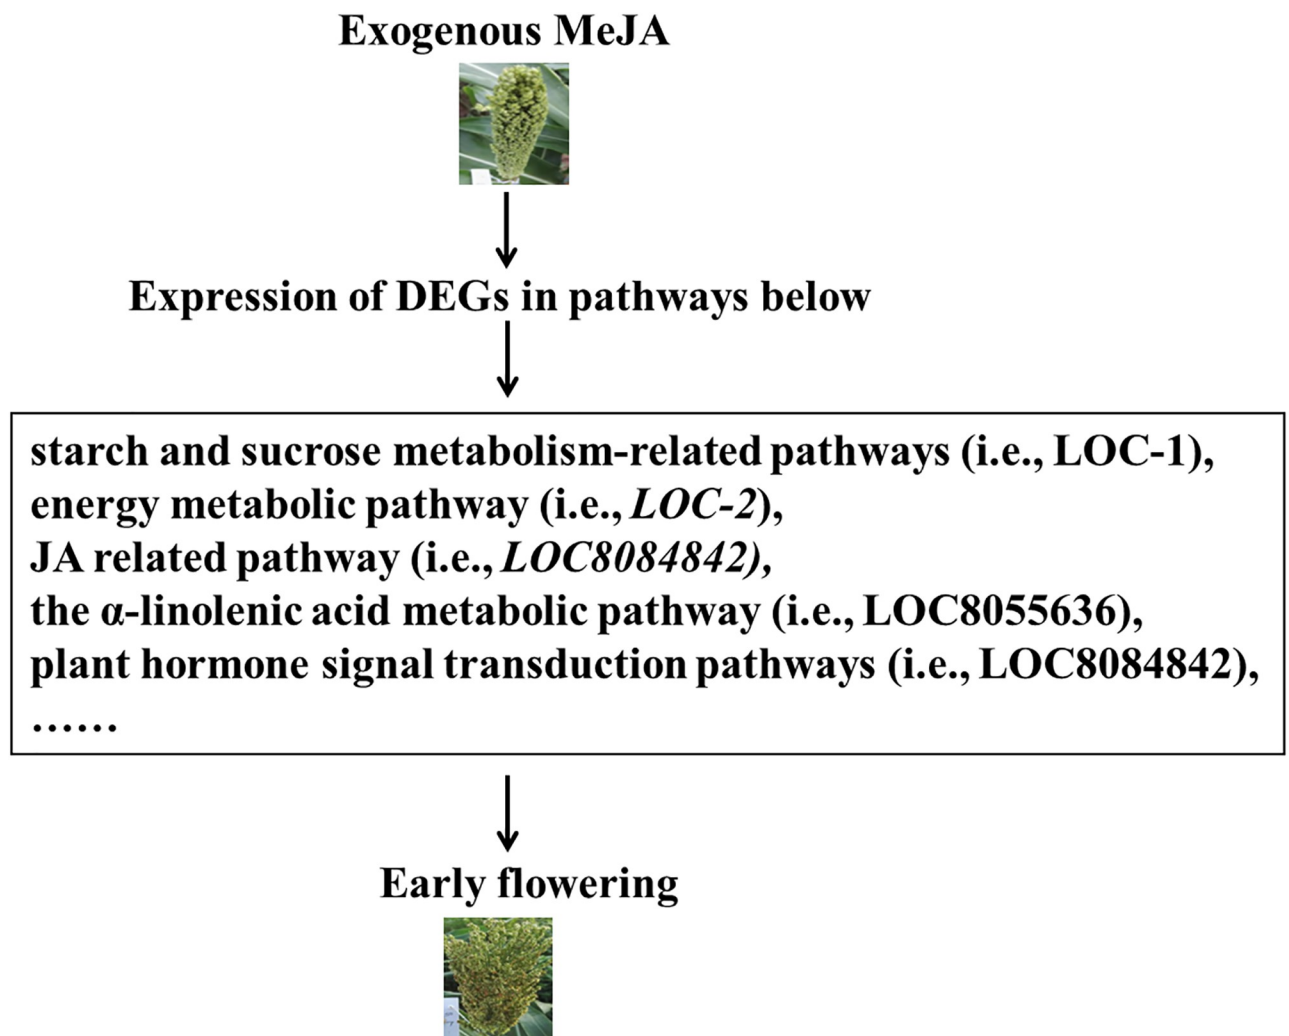 Exogenous MeJA
Expression of DEGs in pathways below
starch and sucrose metabolism-related pathways (i.e., LOC-1),
energy metabolic pathway (i.e., LOC-2),
JA related pathway (i.e., LOC8084842),
the α-linolenic acid metabolic pathway (i.e., LOC8055636),
plant hormone signal transduction pathways (i.e., LOC8084842),
……
Early flowering